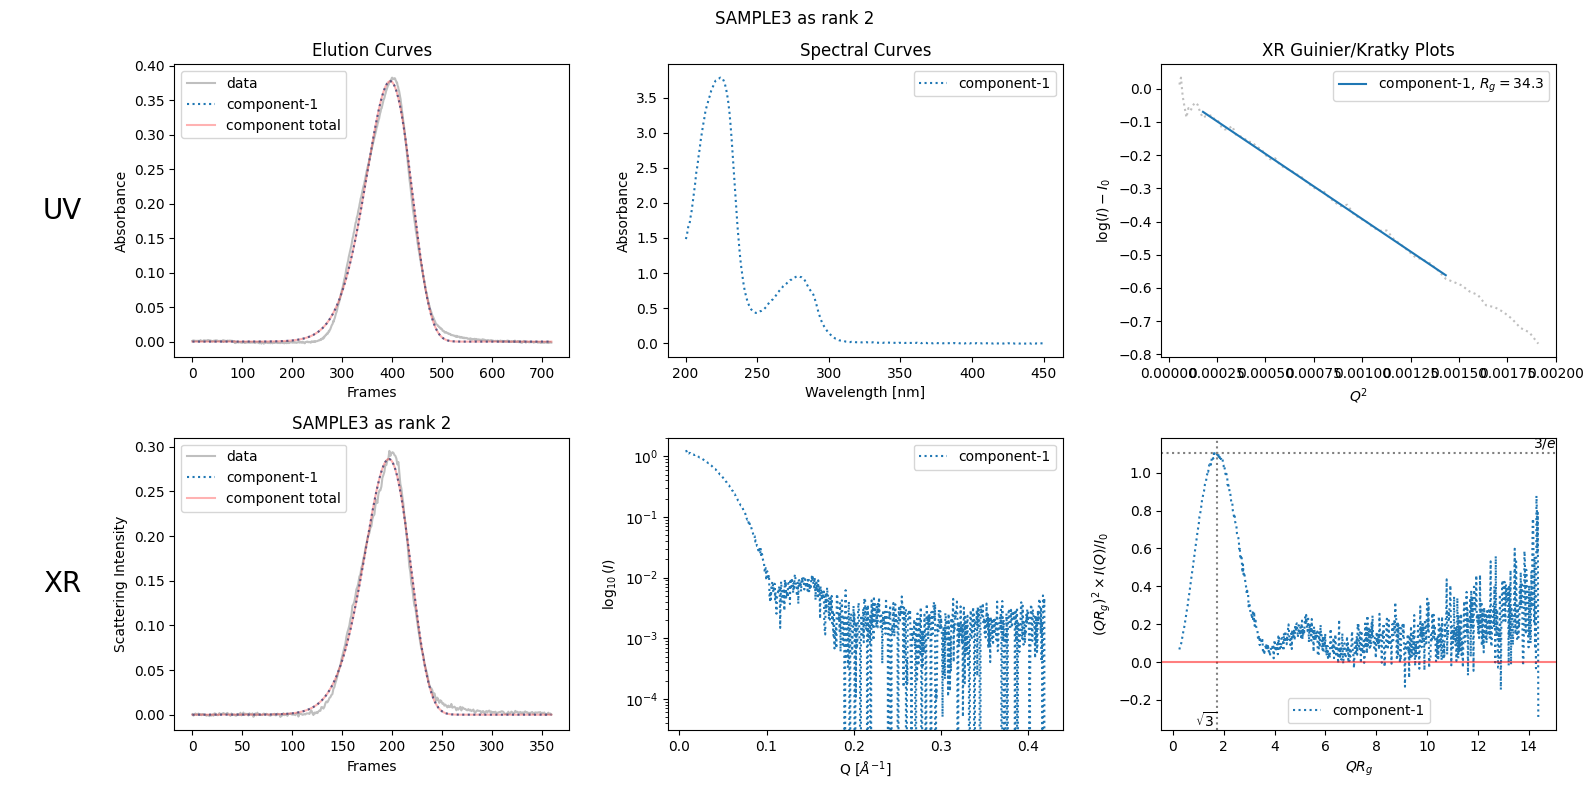 SAMPLE3 as rank 2
UV
Elution Curves
data
component-1
component total
0.40
0.35
0.30
0.25
0.20
0.15
0.10
0.05
0.00
Absorbance
0 100 200 300 400 500 600 700
Frames
Spectral Curves
component-1
3.5
3.0
2.5
2.0
1.5
1.0
0.5
0.0
Absorbance
200 250 300 350 400 450
Wavelength [nm]
XR Guinier/Kratky Plots
component-1, R_g = 34.3
0.0
−0.1
−0.2
−0.3
−0.4
−0.5
−0.6
−0.7
−0.8
log(I) − I_0
0.00000 0.00025 0.00050 0.00075 0.00100 0.00125 0.00150 0.00175 0.00200
Q^2
XR
SAMPLE3 as rank 2
data
component-1
component total
0.30
0.25
0.20
0.15
0.10
0.05
0.00
Scattering Intensity
0 50 100 150 200 250 300 350
Frames
component-1
10^0
10^−1
10^−2
10^−3
10^−4
log_10(I)
0.0 0.1 0.2 0.3 0.4
Q [Å^−1]
3/e
1.0
0.8
0.6
0.4
0.2
0.0
−0.2
(QR_g)^2 × I(Q)/I_0
√3
component-1
0 2 4 6 8 10 12 14
QR_g